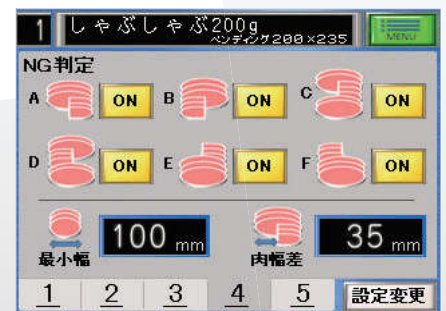 1 しゃぶしゃぶ200g MENU
ベンディング200×235
NG判定
A ON B ON C ON
D ON E ON F ON
100 mm 35 mm
最小幅 肉幅差
1 2 3 4 5 設定変更